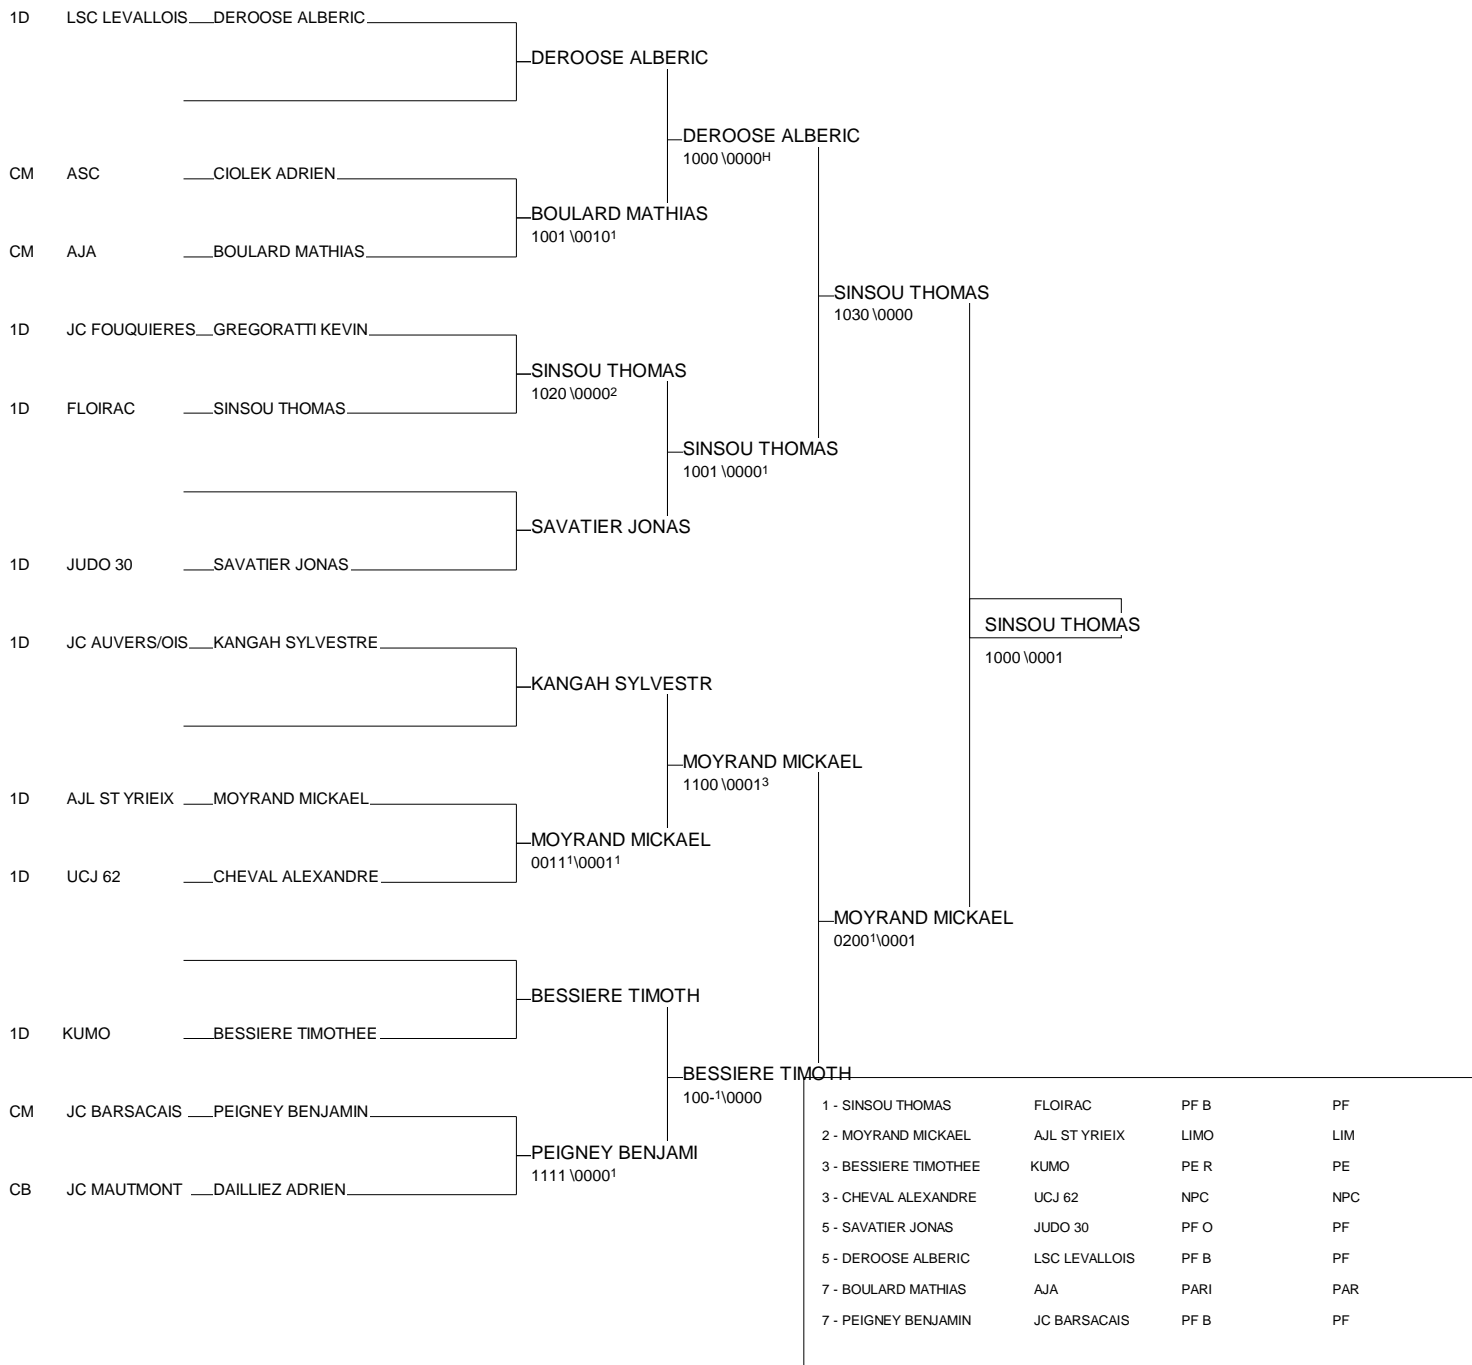 1D LSC LEVALLOIS DEROOSE ALBERIC
DEROOSE ALBERIC
DEROOSE ALBERIC
1000 \0000H
CM ASC CIOLEK ADRIEN
BOULARD MATHIAS
1001 \0010¹
CM AJA BOULARD MATHIAS
SINSOU THOMAS
1030 \0000
1D JC FOUQUIERES GREGORATTI KEVIN
SINSOU THOMAS
1020 \0000²
1D FLOIRAC SINSOU THOMAS
SINSOU THOMAS
1001 \0000¹
SAVATIER JONAS
1D JUDO 30 SAVATIER JONAS
SINSOU THOMAS
1000 \0001
1D JC AUVERS/OIS KANGAH SYLVESTRE
KANGAH SYLVESTR
MOYRAND MICKAEL
1100 \0001³
1D AJL ST YRIEIX MOYRAND MICKAEL
MOYRAND MICKAEL
0011¹\0001¹
1D UCJ 62 CHEVAL ALEXANDRE
MOYRAND MICKAEL
0200¹\0001
BESSIERE TIMOTH
1D KUMO BESSIERE TIMOTHEE
BESSIERE TIMOTH
100-¹\0000
CM JC BARSACAIS PEIGNEY BENJAMIN
PEIGNEY BENJAMI
1111 \0000¹
CB JC MAUTMONT DAILLIEZ ADRIEN
1 - SINSOU THOMAS FLOIRAC PF B PF
2 - MOYRAND MICKAEL AJL ST YRIEIX LIMO LIM
3 - BESSIERE TIMOTHEE KUMO PE R PE
3 - CHEVAL ALEXANDRE UCJ 62 NPC NPC
5 - SAVATIER JONAS JUDO 30 PF O PF
5 - DEROOSE ALBERIC LSC LEVALLOIS PF B PF
7 - BOULARD MATHIAS AJA PARI PAR
7 - PEIGNEY BENJAMIN JC BARSACAIS PF B PF